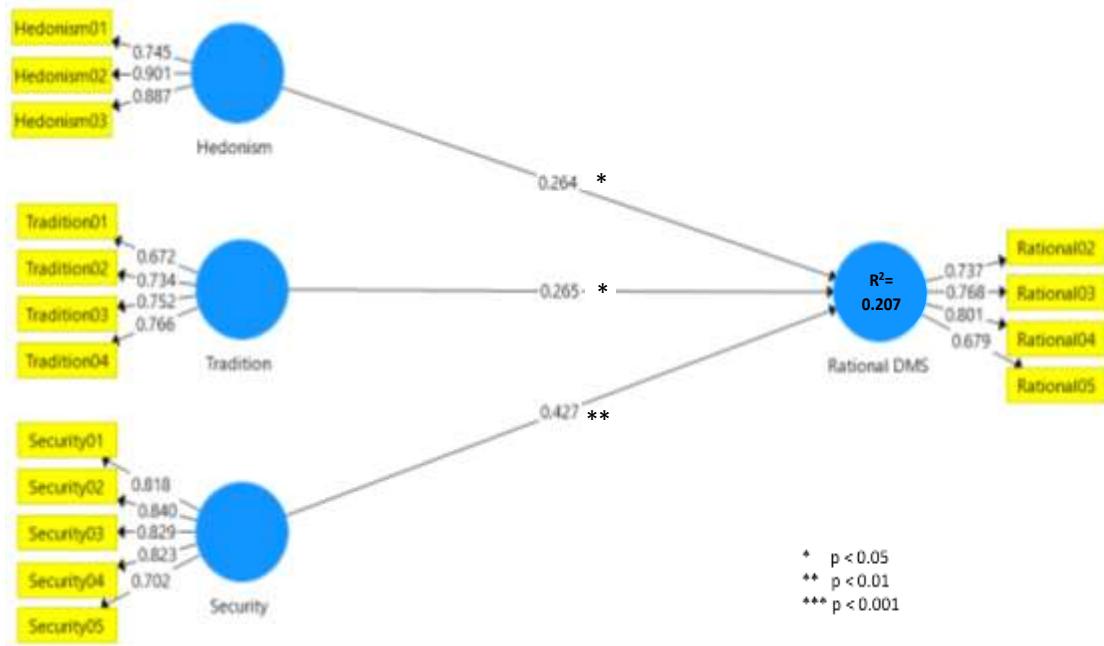 Hedonism01
0.745
Hedonism02
0.901
Hedonism03
0.887
Hedonism
0.264 *
Tradition01
0.672
Tradition02
0.734
Tradition03
0.752
Tradition04
0.766
Tradition
0.265 *
R²=
0.207
Rational DMS
Rational02
0.737
Rational03
0.768
Rational04
0.801
Rational05
0.679
0.427 **
Security01
0.818
Security02
0.840
Security03
0.829
Security04
0.823
Security05
0.702
Security
* p < 0.05
** p < 0.01
*** p < 0.001